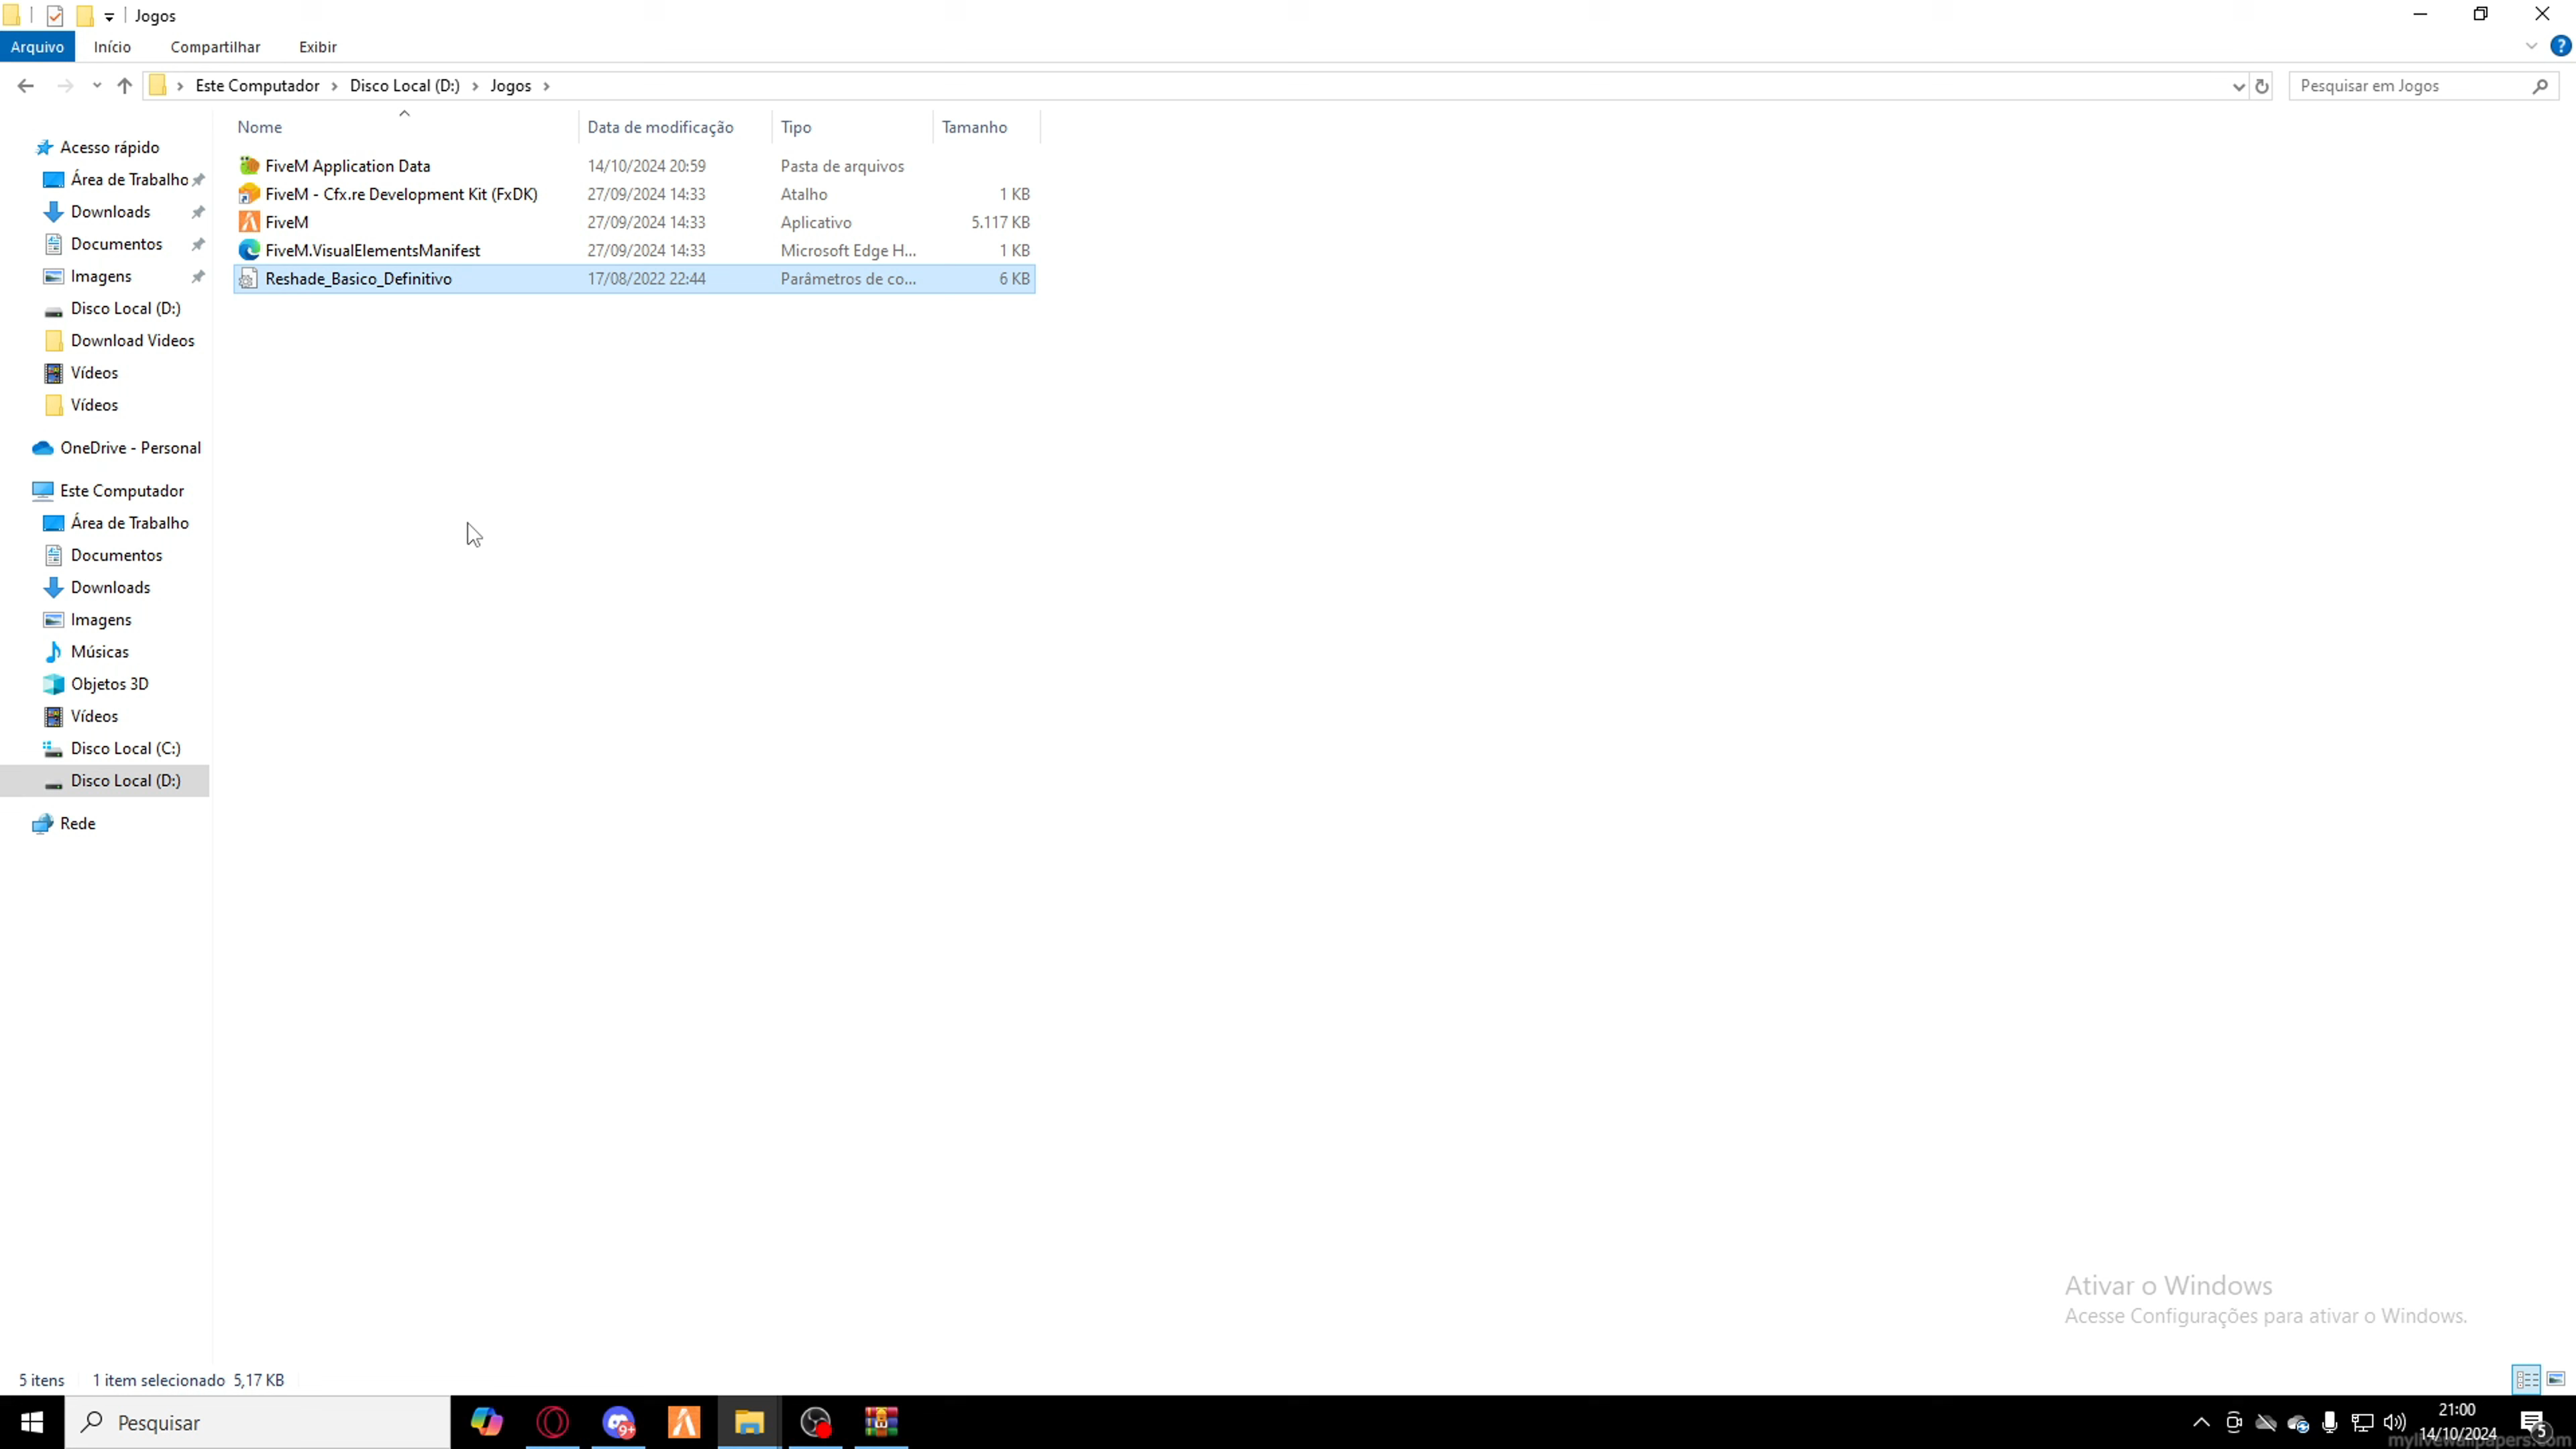 Jogos
Arquivo Início Compartilhar Exibir
Este Computador Disco Local (D:) Jogos Pesquisar em Jogos
Nome Data de modificação Tipo Tamanho
FiveM Application Data 14/10/2024 20:59 Pasta de arquivos
FiveM - Cfx.re Development Kit (FxDK) 27/09/2024 14:33 Atalho 1 KB
FiveM 27/09/2024 14:33 Aplicativo 5.117 KB
FiveM.VisualElementsManifest 27/09/2024 14:33 Microsoft Edge H... 1 KB
Reshade_Basico_Definitivo 17/08/2022 22:44 Parâmetros de co... 6 KB
Acesso rápido
Área de Trabalho
Downloads
Documentos
Imagens
Disco Local (D:)
Download Videos
Vídeos
Vídeos
OneDrive - Personal
Este Computador
Área de Trabalho
Documentos
Downloads
Imagens
Músicas
Objetos 3D
Vídeos
Disco Local (C:)
Disco Local (D:)
Rede
Ativar o Windows
Acesse Configurações para ativar o Windows.
5 itens 1 item selecionado 5,17 KB
Pesquisar
9+
21:00
14/10/2024
5
mylivewallpapers.com